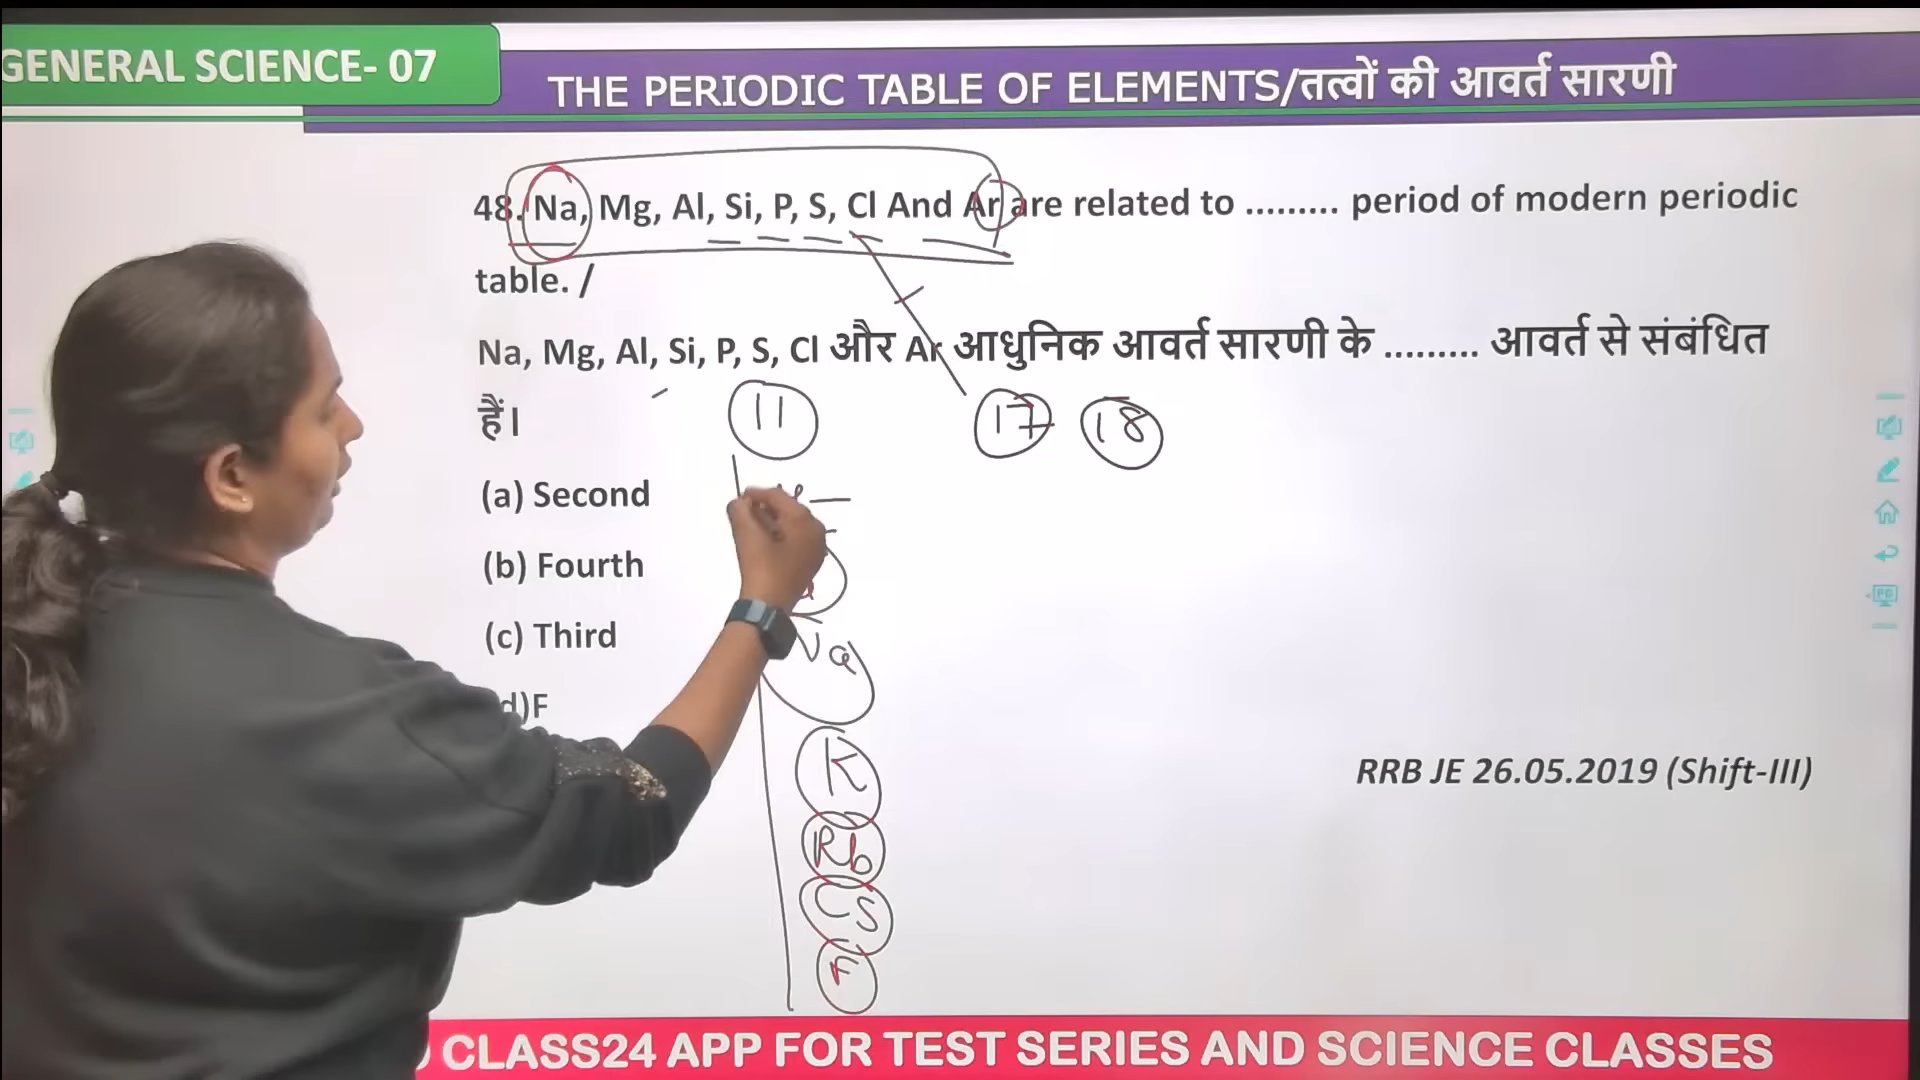 GENERAL SCIENCE- 07
THE PERIODIC TABLE OF ELEMENTS/तत्वों की आवर्त सारणी
48. Na, Mg, Al, Si, P, S, Cl And Ar are related to ......... period of modern periodic
table. /
Na, Mg, Al, Si, P, S, Cl और Ar आधुनिक आवर्त सारणी के ......... आवर्त से संबंधित
हैं।
11
17 18
(a) Second
(b) Fourth
(c) Third
d)F
Na
K
Rb
CS
F
RRB JE 26.05.2019 (Shift-III)
CLASS24 APP FOR TEST SERIES AND SCIENCE CLASSES
PG